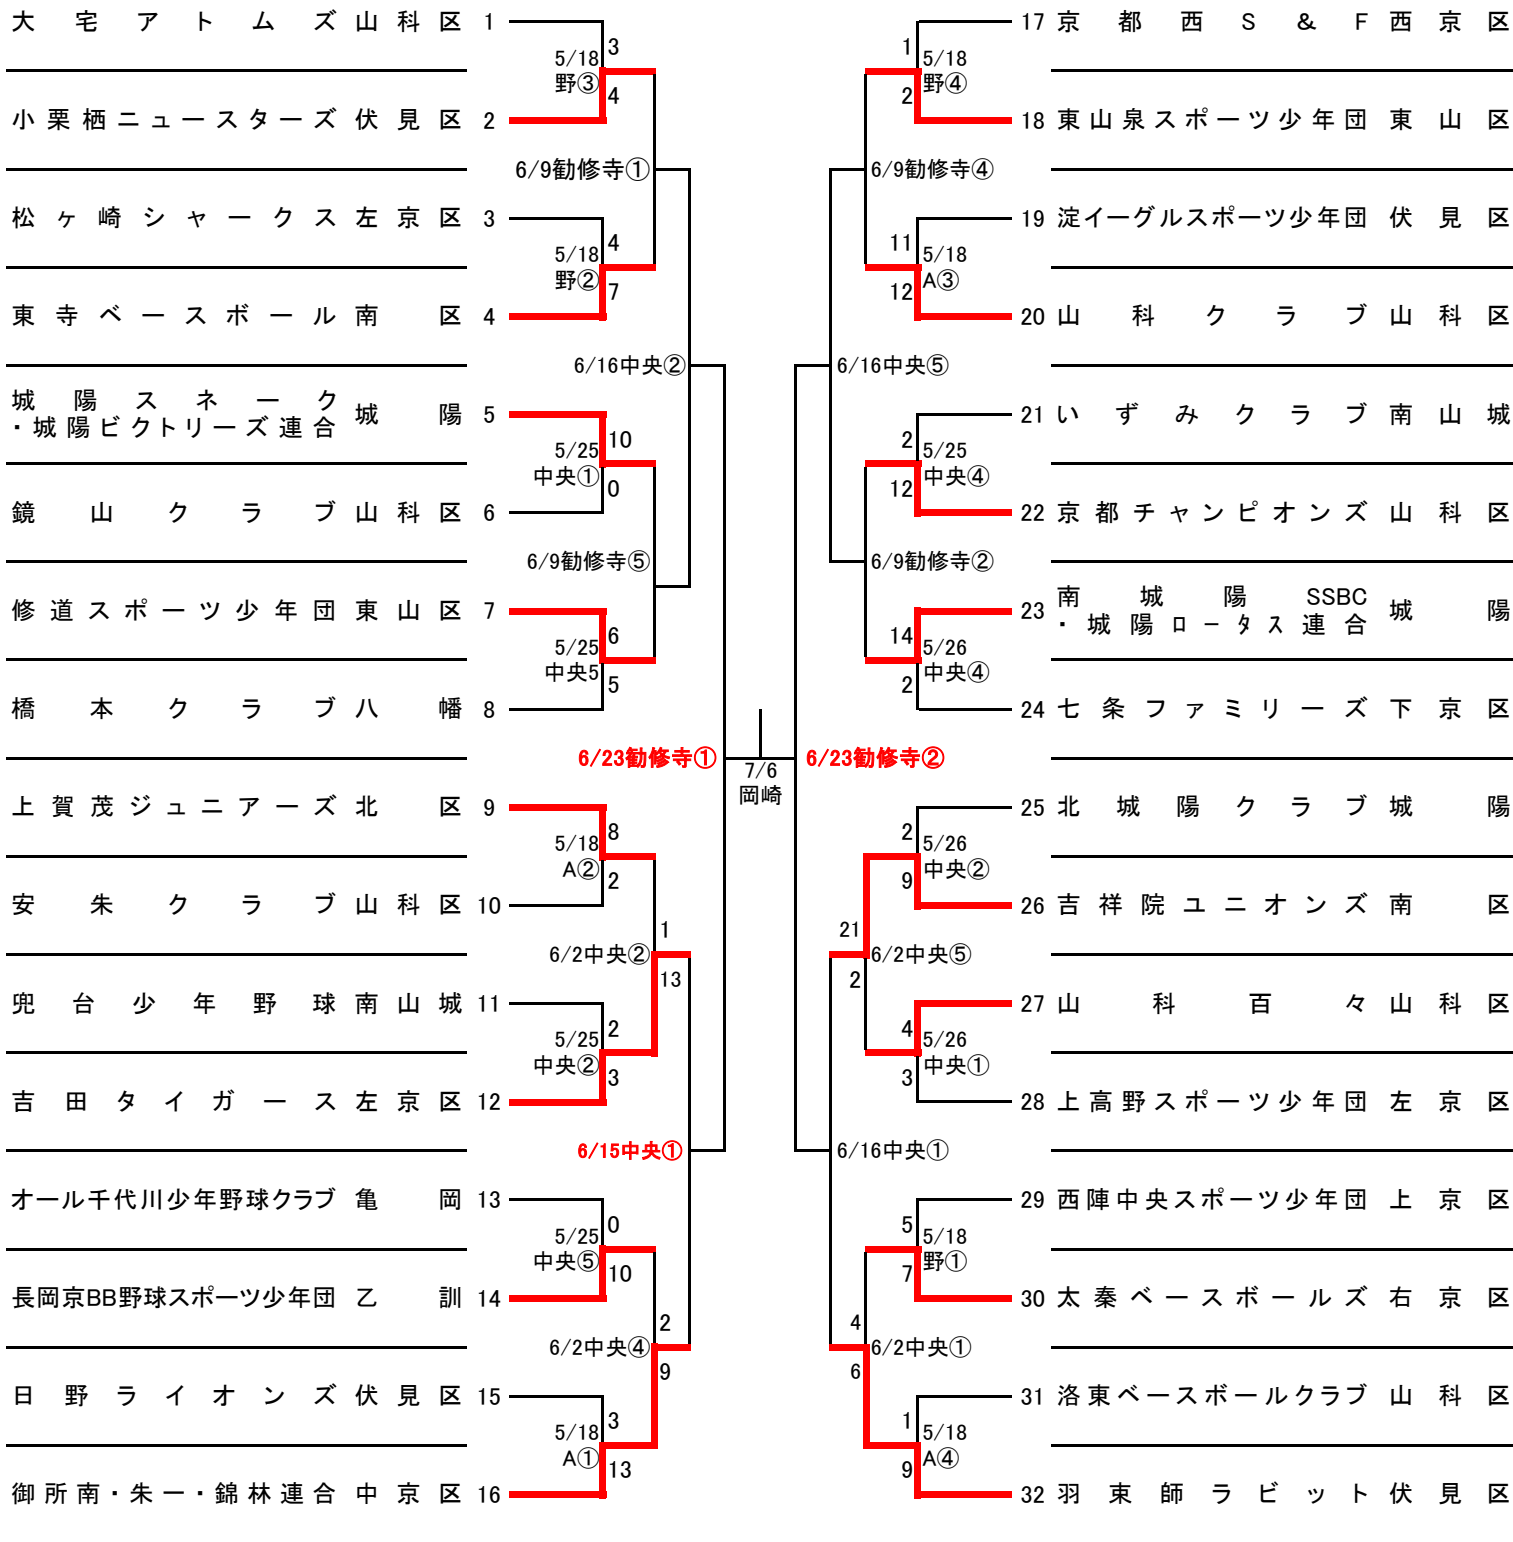 大宅アトムズ 山科区 1
小栗栖ニュースターズ 伏見区 2
松ヶ崎シャークス 左京区 3
東寺ベースボール 南区 4
城陽スネーク
・城陽ビクトリーズ連合 城陽 5
鏡山クラブ 山科区 6
修道スポーツ少年団 東山区 7
橋本クラブ 八幡 8
上賀茂ジュニアーズ 北区 9
安朱クラブ 山科区 10
兜台少年野球 南山城 11
吉田タイガース 左京区 12
オール千代川少年野球クラブ 亀岡 13
長岡京BB野球スポーツ少年団 乙訓 14
日野ライオンズ 伏見区 15
御所南・朱一・錦林連合 中京区 16
3
5/18
野③
4
6/9勧修寺①
4
5/18
野②
7
6/16中央②
10
5/25
中央①
0
6/9勧修寺⑤
6
5/25
中央5
5
6/23勧修寺①
8
5/18
A②
2
1
6/2中央②
13
2
5/25
中央②
3
6/15中央①
0
5/25
中央⑤
10
2
6/2中央④
9
3
5/18
A①
13
7/6
岡崎
1
5/18
野④
2
6/9勧修寺④
11
5/18
A③
12
6/16中央⑤
2
5/25
中央④
12
6/9勧修寺②
14
5/26
中央④
2
6/23勧修寺②
2
5/26
中央②
9
21
6/2中央⑤
2
4
5/26
中央①
3
6/16中央①
5
5/18
野①
7
4
6/2中央①
6
1
5/18
A④
9
17 京都西S&F 西京区
18 東山泉スポーツ少年団 東山区
19 淀イーグルスポーツ少年団 伏見区
20 山科クラブ 山科区
21 いずみクラブ 南山城
22 京都チャンピオンズ 山科区
23 南城陽SSBC
・城陽ロータス連合 城陽
24 七条ファミリーズ 下京区
25 北城陽クラブ 城陽
26 吉祥院ユニオンズ 南区
27 山科百々 山科区
28 上高野スポーツ少年団 左京区
29 西陣中央スポーツ少年団 上京区
30 太秦ベースボールズ 右京区
31 洛東ベースボールクラブ 山科区
32 羽束師ラビット 伏見区